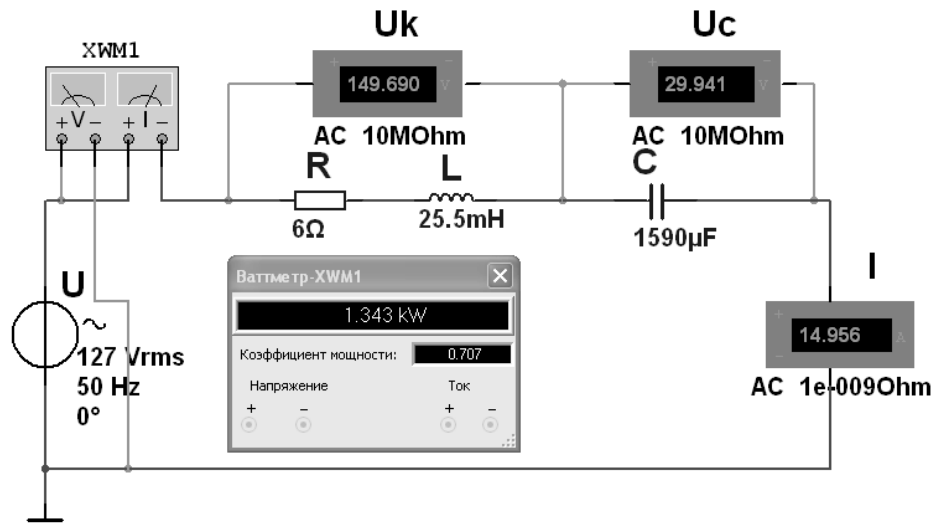 Uk
Uc
XWM1
149.690 V
29.941 V
+ V - + I -
AC 10MOhm
AC 10MOhm
R
L
C
6Ω
25.5mH
1590µF
Ваттметр-XWM1
I
U
1.343 kW
127 Vrms
50 Hz
0°
Коэффициент мощности: 0.707
14.956 A
Напряжение Ток
+ - + -
AC 1e-009Ohm